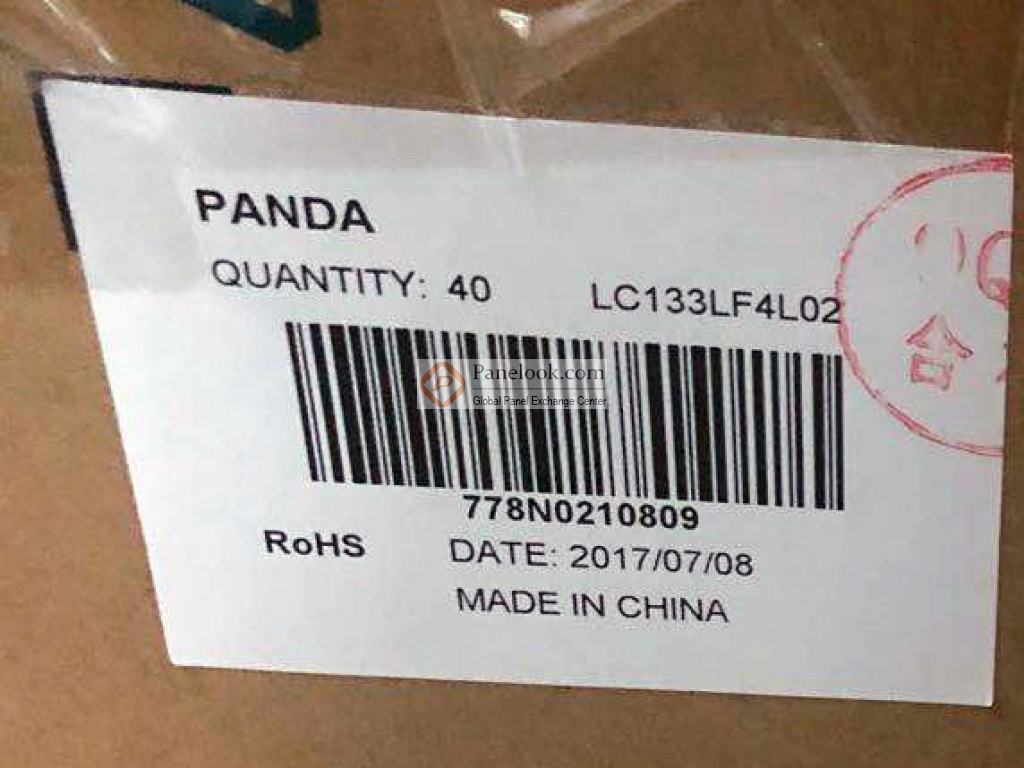 PANDA
QUANTITY: 40 LC133LF4L02
Panelook.com
Global Panel Exchange Center
778N0210809
RoHS DATE: 2017/07/08
MADE IN CHINA
Q
合